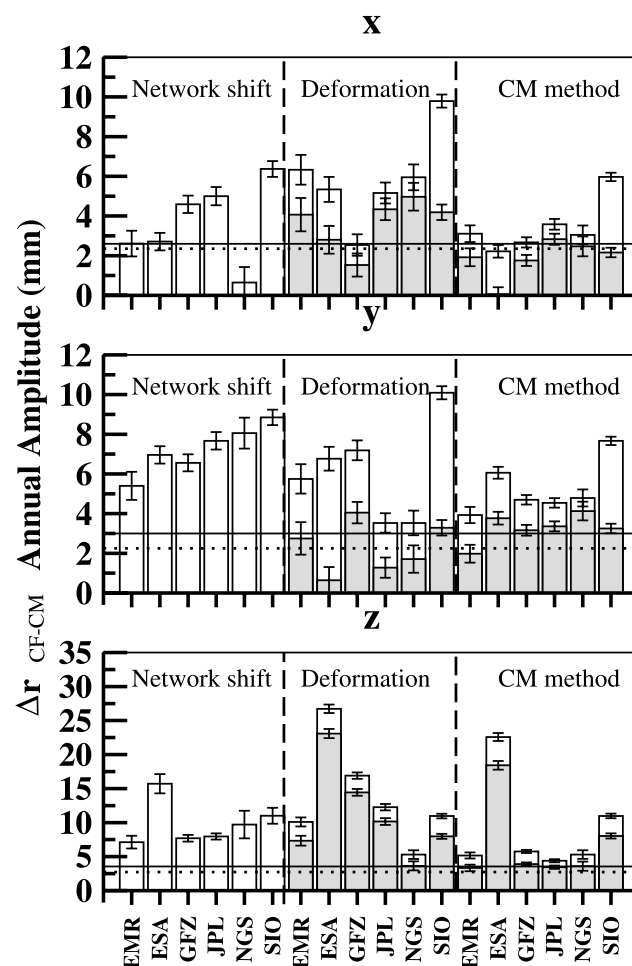 x
12
10
8
6
4
2
0
Network shift
Deformation
CM method
y
12
10
8
6
4
2
0
Network shift
Deformation
CM method
z
35
30
25
20
15
10
5
0
Network shift
Deformation
CM method
EMR
ESA
GFZ
JPL
NGS
SIO
EMR
ESA
GFZ
JPL
NGS
SIO
EMR
ESA
GFZ
JPL
NGS
SIO
Δr CF-CM Annual Amplitude (mm)